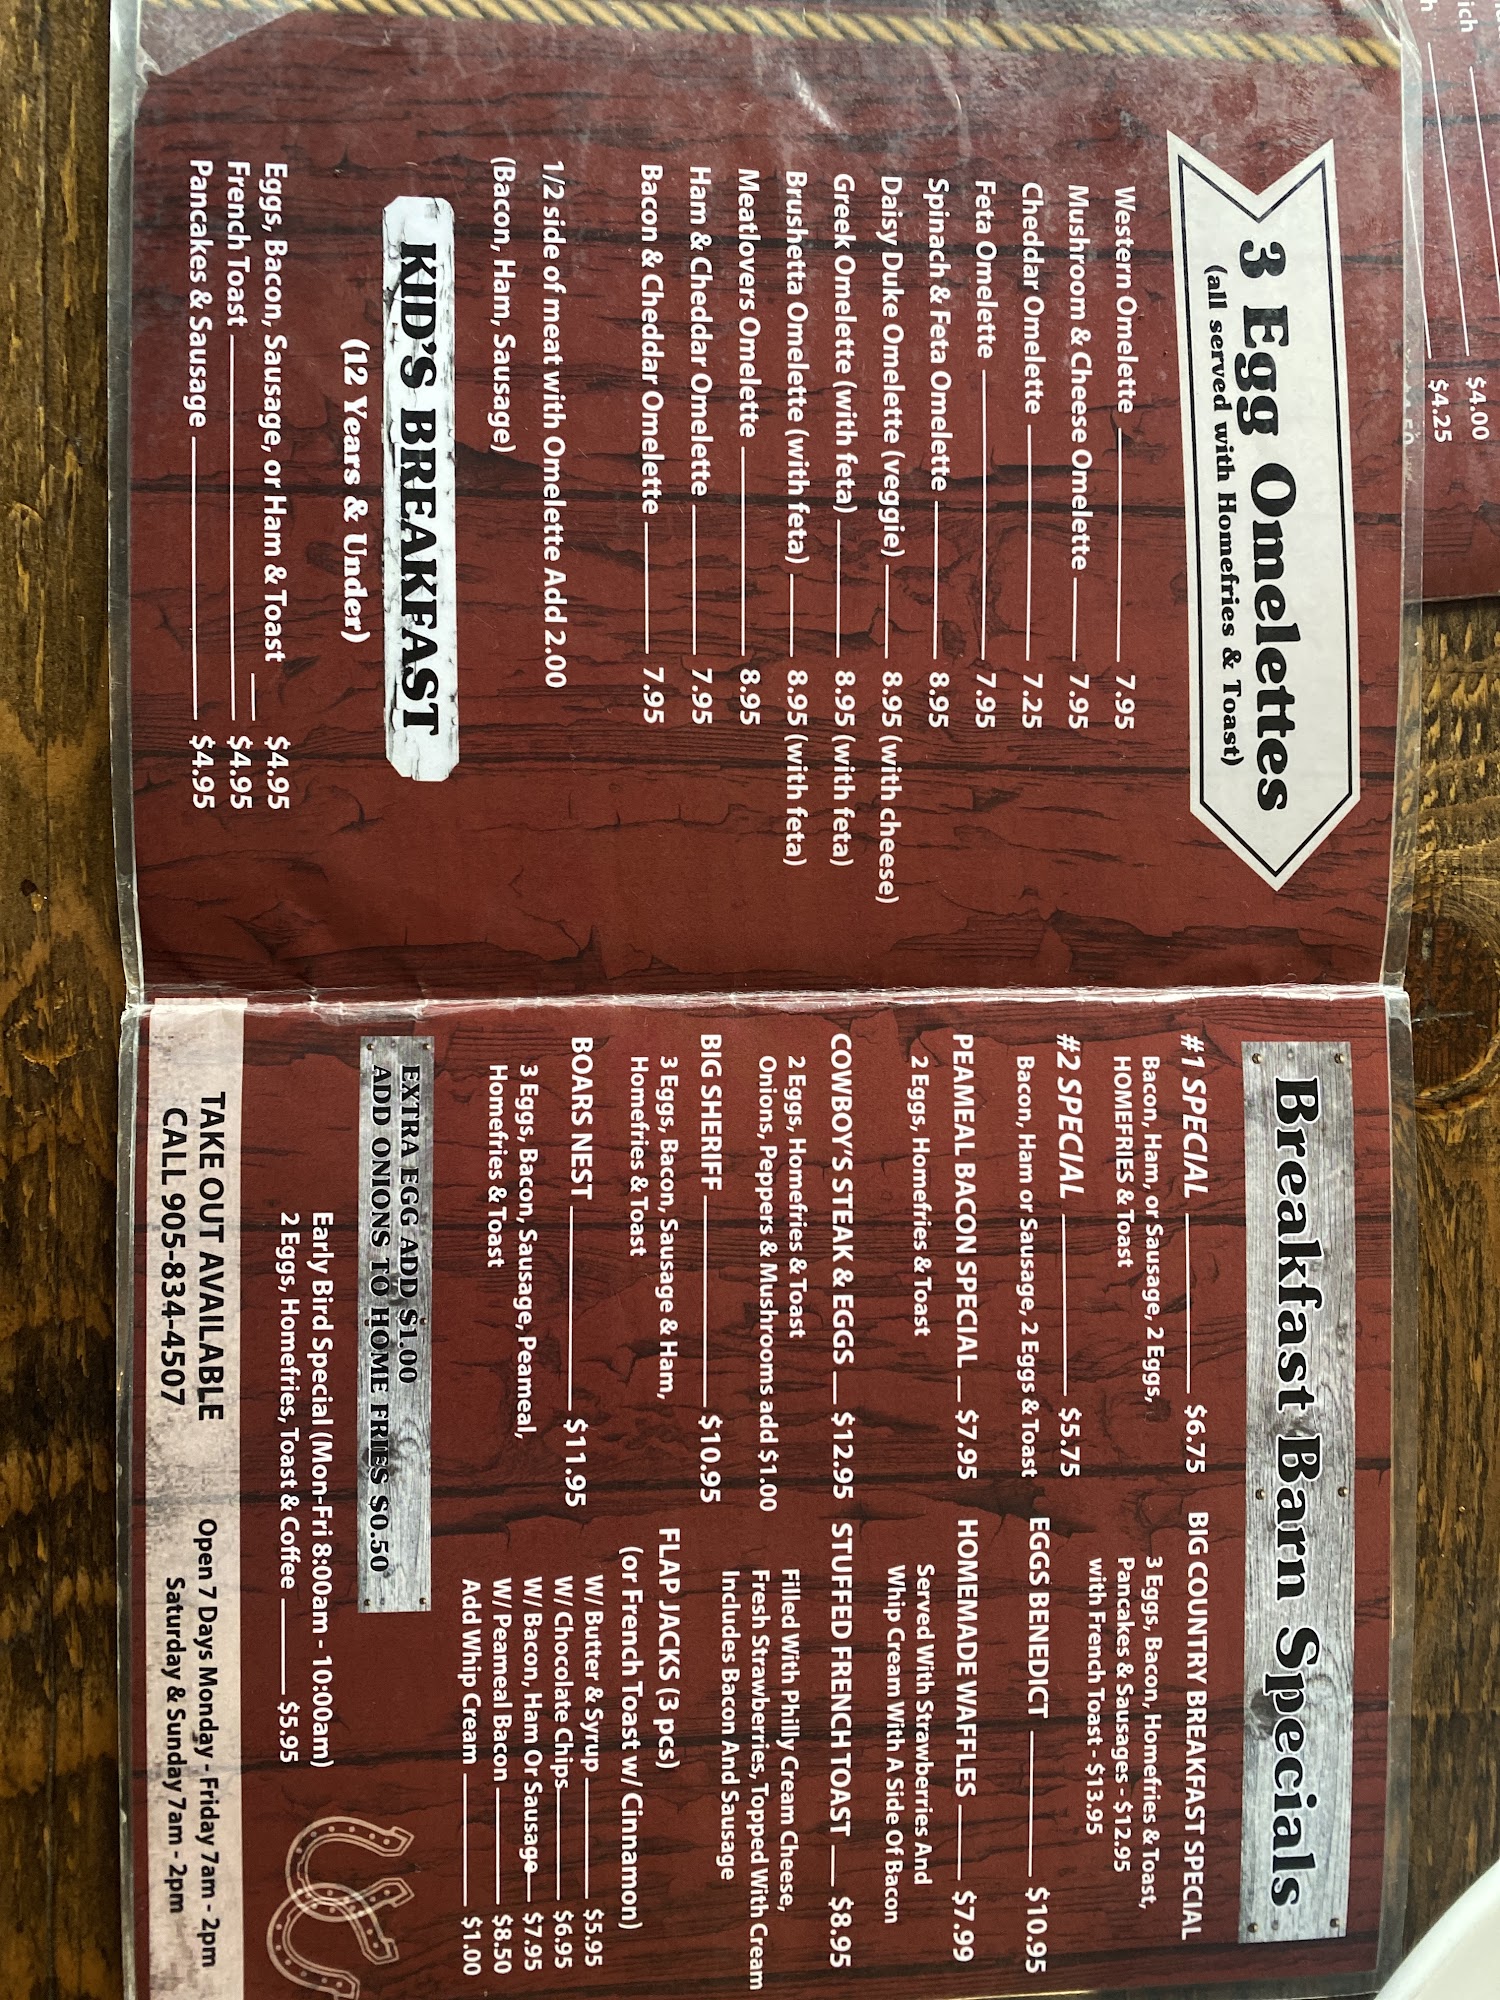 ich
$4.00
h
$4.25
3 Egg Omelettes
(all served with Homefries & Toast)
Western Omelette 7.95
Mushroom & Cheese Omelette 7.95
Cheddar Omelette 7.25
Feta Omelette 7.95
Spinach & Feta Omelette 8.95
Daisy Duke Omelette (veggie) 8.95 (with cheese)
Greek Omelette (with feta) 8.95 (with feta)
Brushetta Omelette (with feta) 8.95 (with feta)
Meatlovers Omelette 8.95
Ham & Cheddar Omelette 7.95
Bacon & Cheddar Omelette 7.95
1/2 side of meat with Omelette Add 2.00
(Bacon, Ham, Sausage)
KID'S BREAKFAST
(12 Years & Under)
Eggs, Bacon, Sausage, or Ham & Toast $4.95
French Toast $4.95
Pancakes & Sausage $4.95
Breakfast Barn Specials
#1 SPECIAL $6.75
Bacon, Ham, or Sausage, 2 Eggs,
HOMEFRIES & Toast
#2 SPECIAL $5.75
Bacon, Ham or Sausage, 2 Eggs & Toast
PEAMEAL BACON SPECIAL $7.95
2 Eggs, Homefries & Toast
COWBOY'S STEAK & EGGS $12.95
2 Eggs, Homefries & Toast
Onions, Peppers & Mushrooms add $1.00
BIG SHERIFF $10.95
3 Eggs, Bacon, Sausage & Ham,
Homefries & Toast
BOARS NEST $11.95
3 Eggs, Bacon, Sausage, Peameal,
Homefries & Toast
BIG COUNTRY BREAKFAST SPECIAL
3 Eggs, Bacon, Homefries & Toast,
Pancakes & Sausages - $12.95
with French Toast - $13.95
EGGS BENEDICT $10.95
HOMEMADE WAFFLES $7.99
Served With Strawberries And
Whip Cream With A Side Of Bacon
STUFFED FRENCH TOAST $8.95
Filled With Philly Cream Cheese,
Fresh Strawberries, Topped With Cream
Includes Bacon And Sausage
FLAP JACKS (3 pcs)
(or French Toast w/ Cinnamon)
W/ Butter & Syrup $5.95
W/ Chocolate Chips $6.95
W/ Bacon, Ham Or Sausage $7.95
W/ Peameal Bacon $8.50
Add Whip Cream $1.00
EXTRA EGG ADD $1.00
ADD ONIONS TO HOME FRIES $0.50
Early Bird Special (Mon-Fri 8:00am - 10:00am)
2 Eggs, Homefries, Toast & Coffee $5.95
TAKE OUT AVAILABLE
CALL 905-834-4507
Open 7 Days Monday - Friday 7am - 2pm
Saturday & Sunday 7am - 2pm